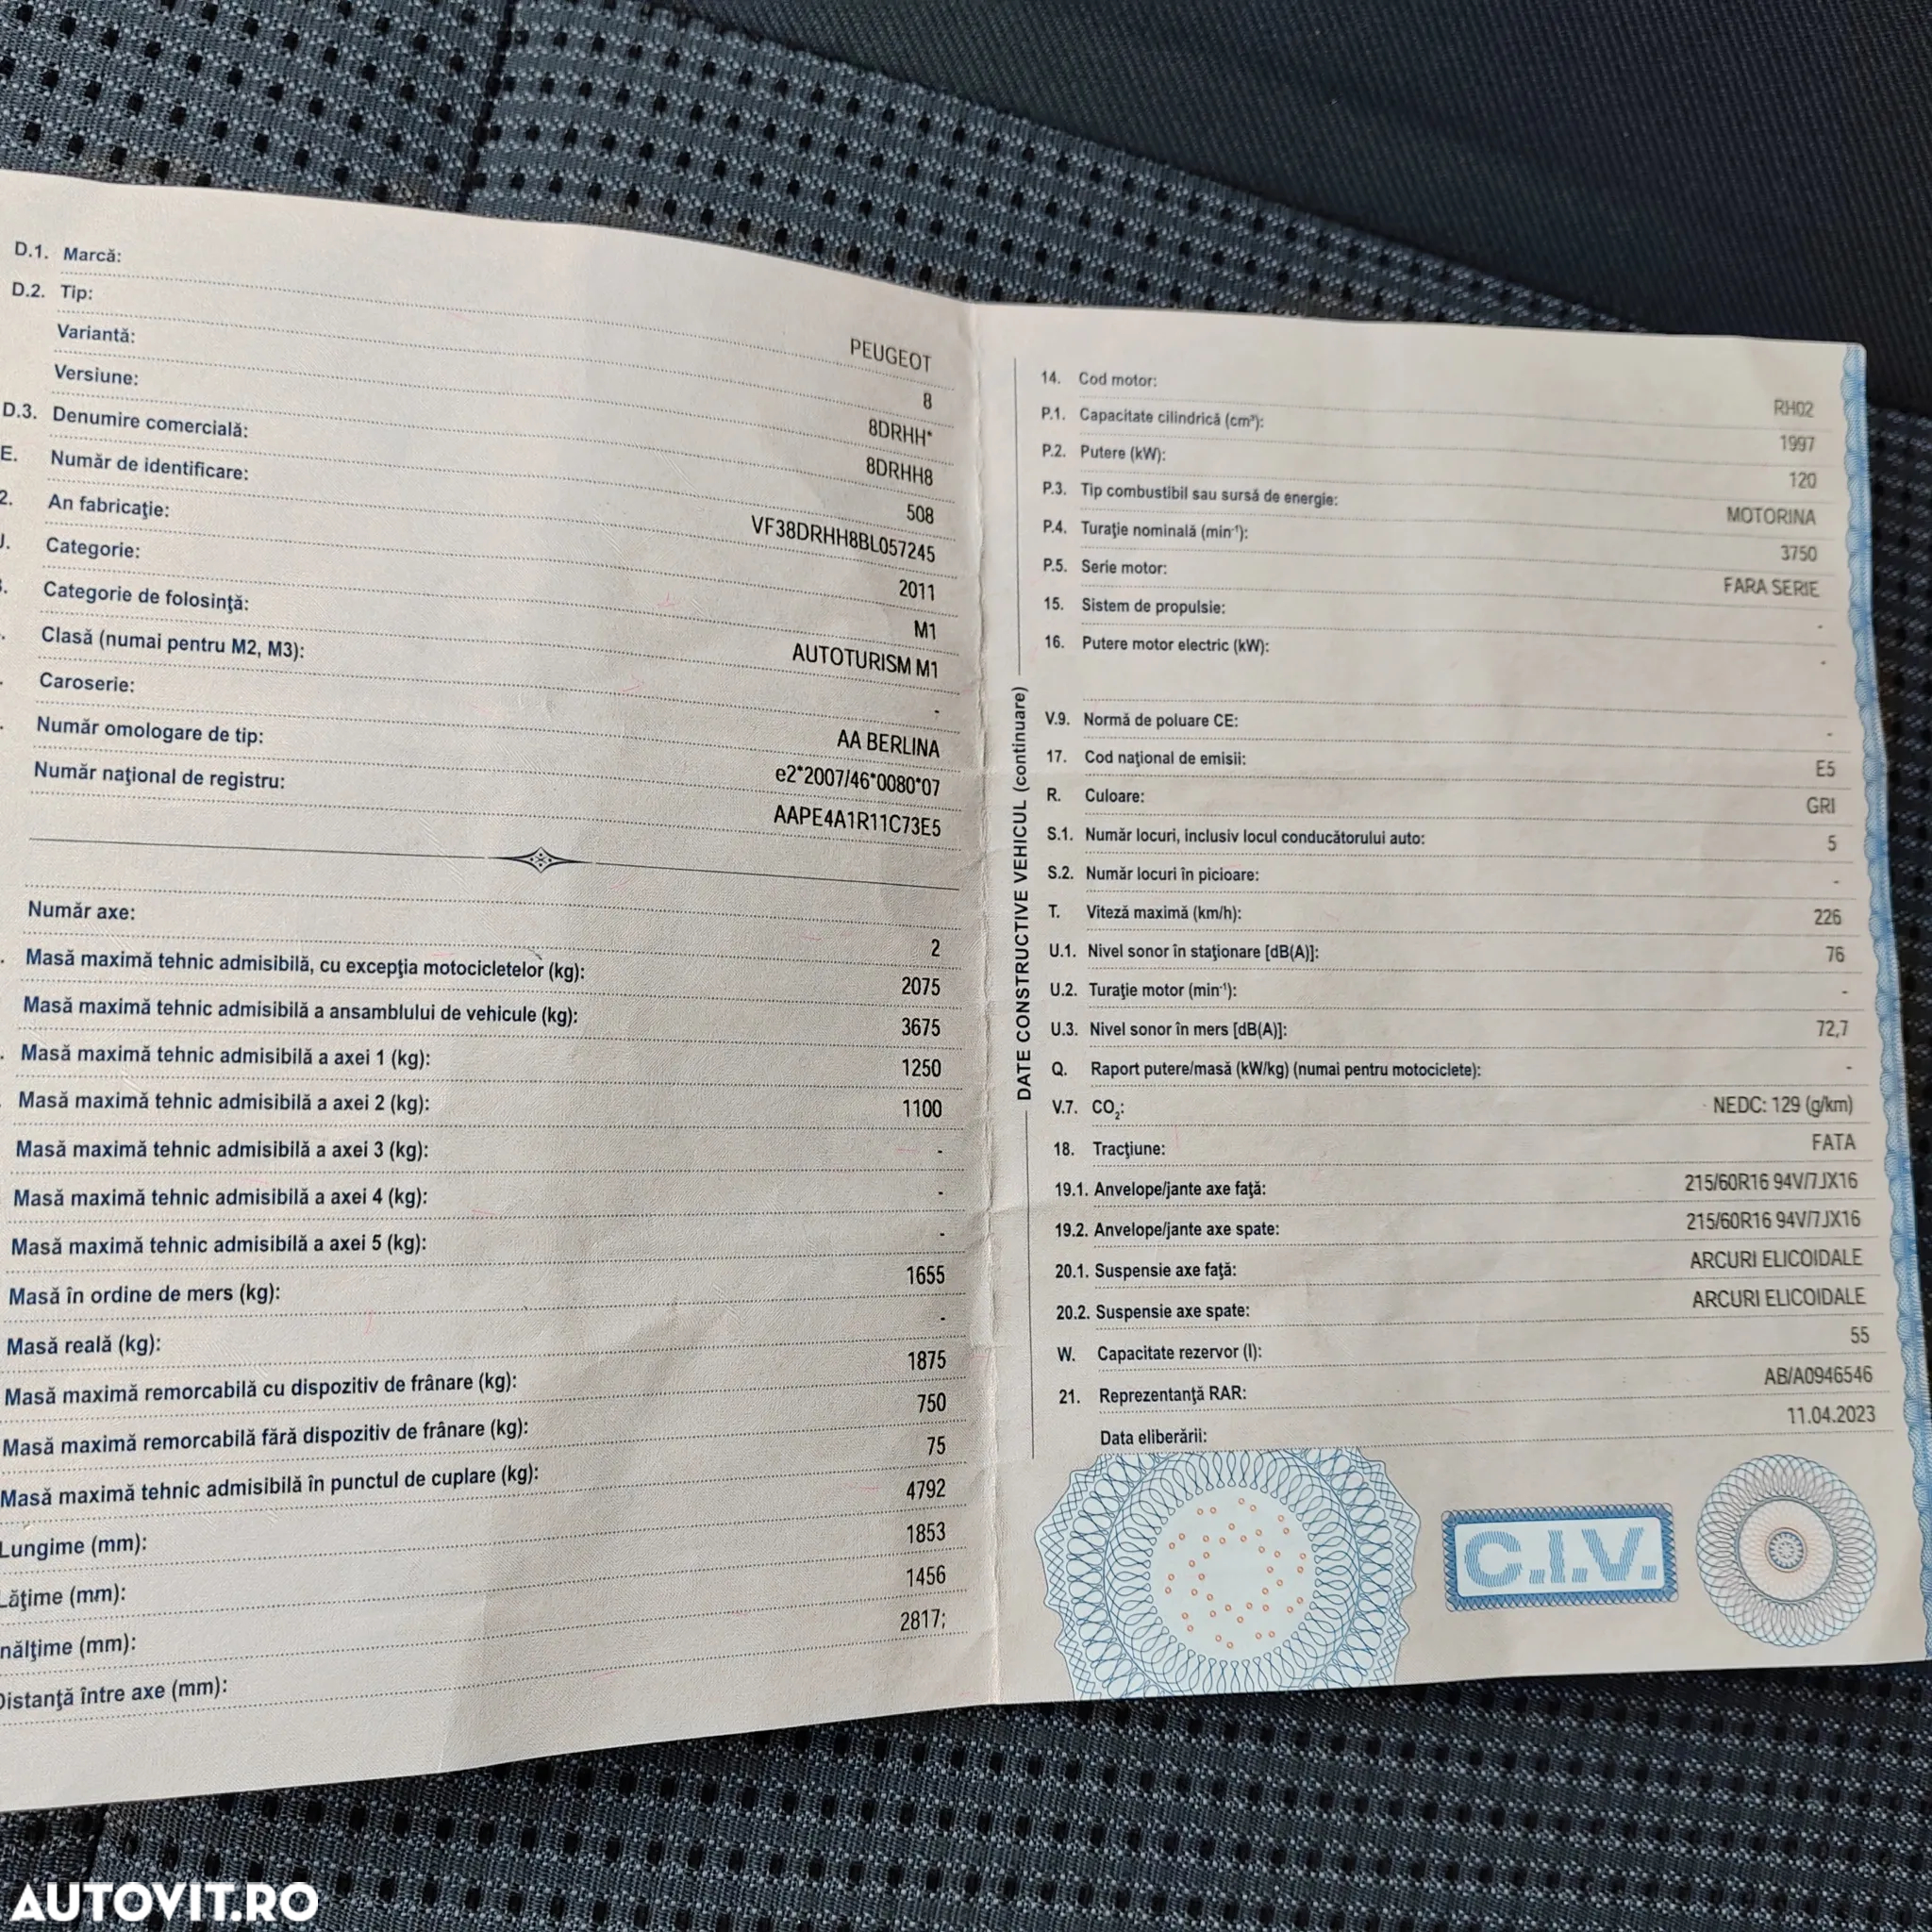 D.1. Marcă: PEUGEOT
D.2. Tip: 8
Variantă: 8DRHH*
Versiune: 8DRHH8
D.3. Denumire comercială: 508
E. Număr de identificare: VF38DRHH8BL057245
2. An fabricaţie: 2011
J. Categorie: M1
Categorie de folosinţă: AUTOTURISM M1
Clasă (numai pentru M2, M3): -
Caroserie: AA BERLINA
Număr omologare de tip: e2*2007/46*0080*07
Număr naţional de registru: AAPE4A1R11C73E5
Număr axe: 2
Masă maximă tehnic admisibilă, cu excepţia motocicletelor (kg): 2075
Masă maximă tehnic admisibilă a ansamblului de vehicule (kg): 3675
Masă maximă tehnic admisibilă a axei 1 (kg): 1250
Masă maximă tehnic admisibilă a axei 2 (kg): 1100
Masă maximă tehnic admisibilă a axei 3 (kg): -
Masă maximă tehnic admisibilă a axei 4 (kg): -
Masă maximă tehnic admisibilă a axei 5 (kg): -
Masă în ordine de mers (kg): 1655
Masă reală (kg): -
Masă maximă remorcabilă cu dispozitiv de frânare (kg): 1875
Masă maximă remorcabilă fără dispozitiv de frânare (kg): 750
Masă maximă tehnic admisibilă în punctul de cuplare (kg): 75
Lungime (mm): 4792
Lăţime (mm): 1853
nălţime (mm): 1456
Distanţă între axe (mm): 2817;
DATE CONSTRUCTIVE VEHICUL (continuare)
14. Cod motor: RH02
P.1. Capacitate cilindrică (cm³): 1997
P.2. Putere (kW): 120
P.3. Tip combustibil sau sursă de energie: MOTORINA
P.4. Turaţie nominală (min⁻¹): 3750
P.5. Serie motor: FARA SERIE
15. Sistem de propulsie: -
16. Putere motor electric (kW): -
V.9. Normă de poluare CE: -
17. Cod naţional de emisii: E5
R. Culoare: GRI
S.1. Număr locuri, inclusiv locul conducătorului auto: 5
S.2. Număr locuri în picioare: -
T. Viteză maximă (km/h): 226
U.1. Nivel sonor în staţionare [dB(A)]: 76
U.2. Turaţie motor (min⁻¹): -
U.3. Nivel sonor în mers [dB(A)]: 72,7
Q. Raport putere/masă (kW/kg) (numai pentru motociclete): -
V.7. CO₂: NEDC: 129 (g/km)
18. Tracţiune: FATA
19.1. Anvelope/jante axe faţă: 215/60R16 94V/7JX16
19.2. Anvelope/jante axe spate: 215/60R16 94V/7JX16
20.1. Suspensie axe faţă: ARCURI ELICOIDALE
20.2. Suspensie axe spate: ARCURI ELICOIDALE
W. Capacitate rezervor (l): 55
21. Reprezentanţă RAR: AB/A0946546
Data eliberării: 11.04.2023
C.I.V.
AUTOVIT.RO